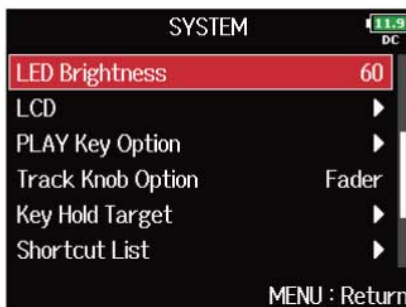 SYSTEM
11.9
DC
LED Brightness 60
LCD
PLAY Key Option
Track Knob Option Fader
Key Hold Target
Shortcut List
MENU : Return